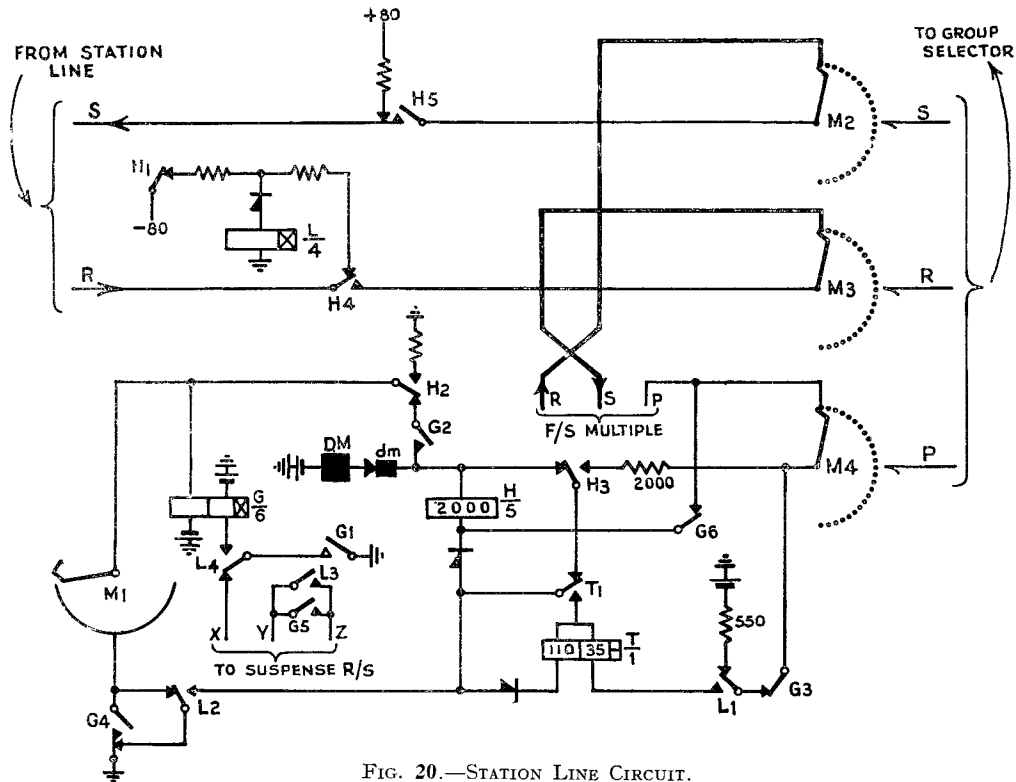 +80
FROM STATION
LINE
TO GROUP
SELECTOR
S
H5
M2
S
H1
-80
L/4
R
H4
M3
R
H2
G2
R
S
P
F/S MULTIPLE
DM
dm
H3
2000
M4
P
G/6
2000
H/5
G6
L4
G1
L3
G5
M1
X
Y
Z
TO SUSPENSE R/S
T1
110
35
T/1
550
G4
L2
L1
G3
FIG. 20.—STATION LINE CIRCUIT.